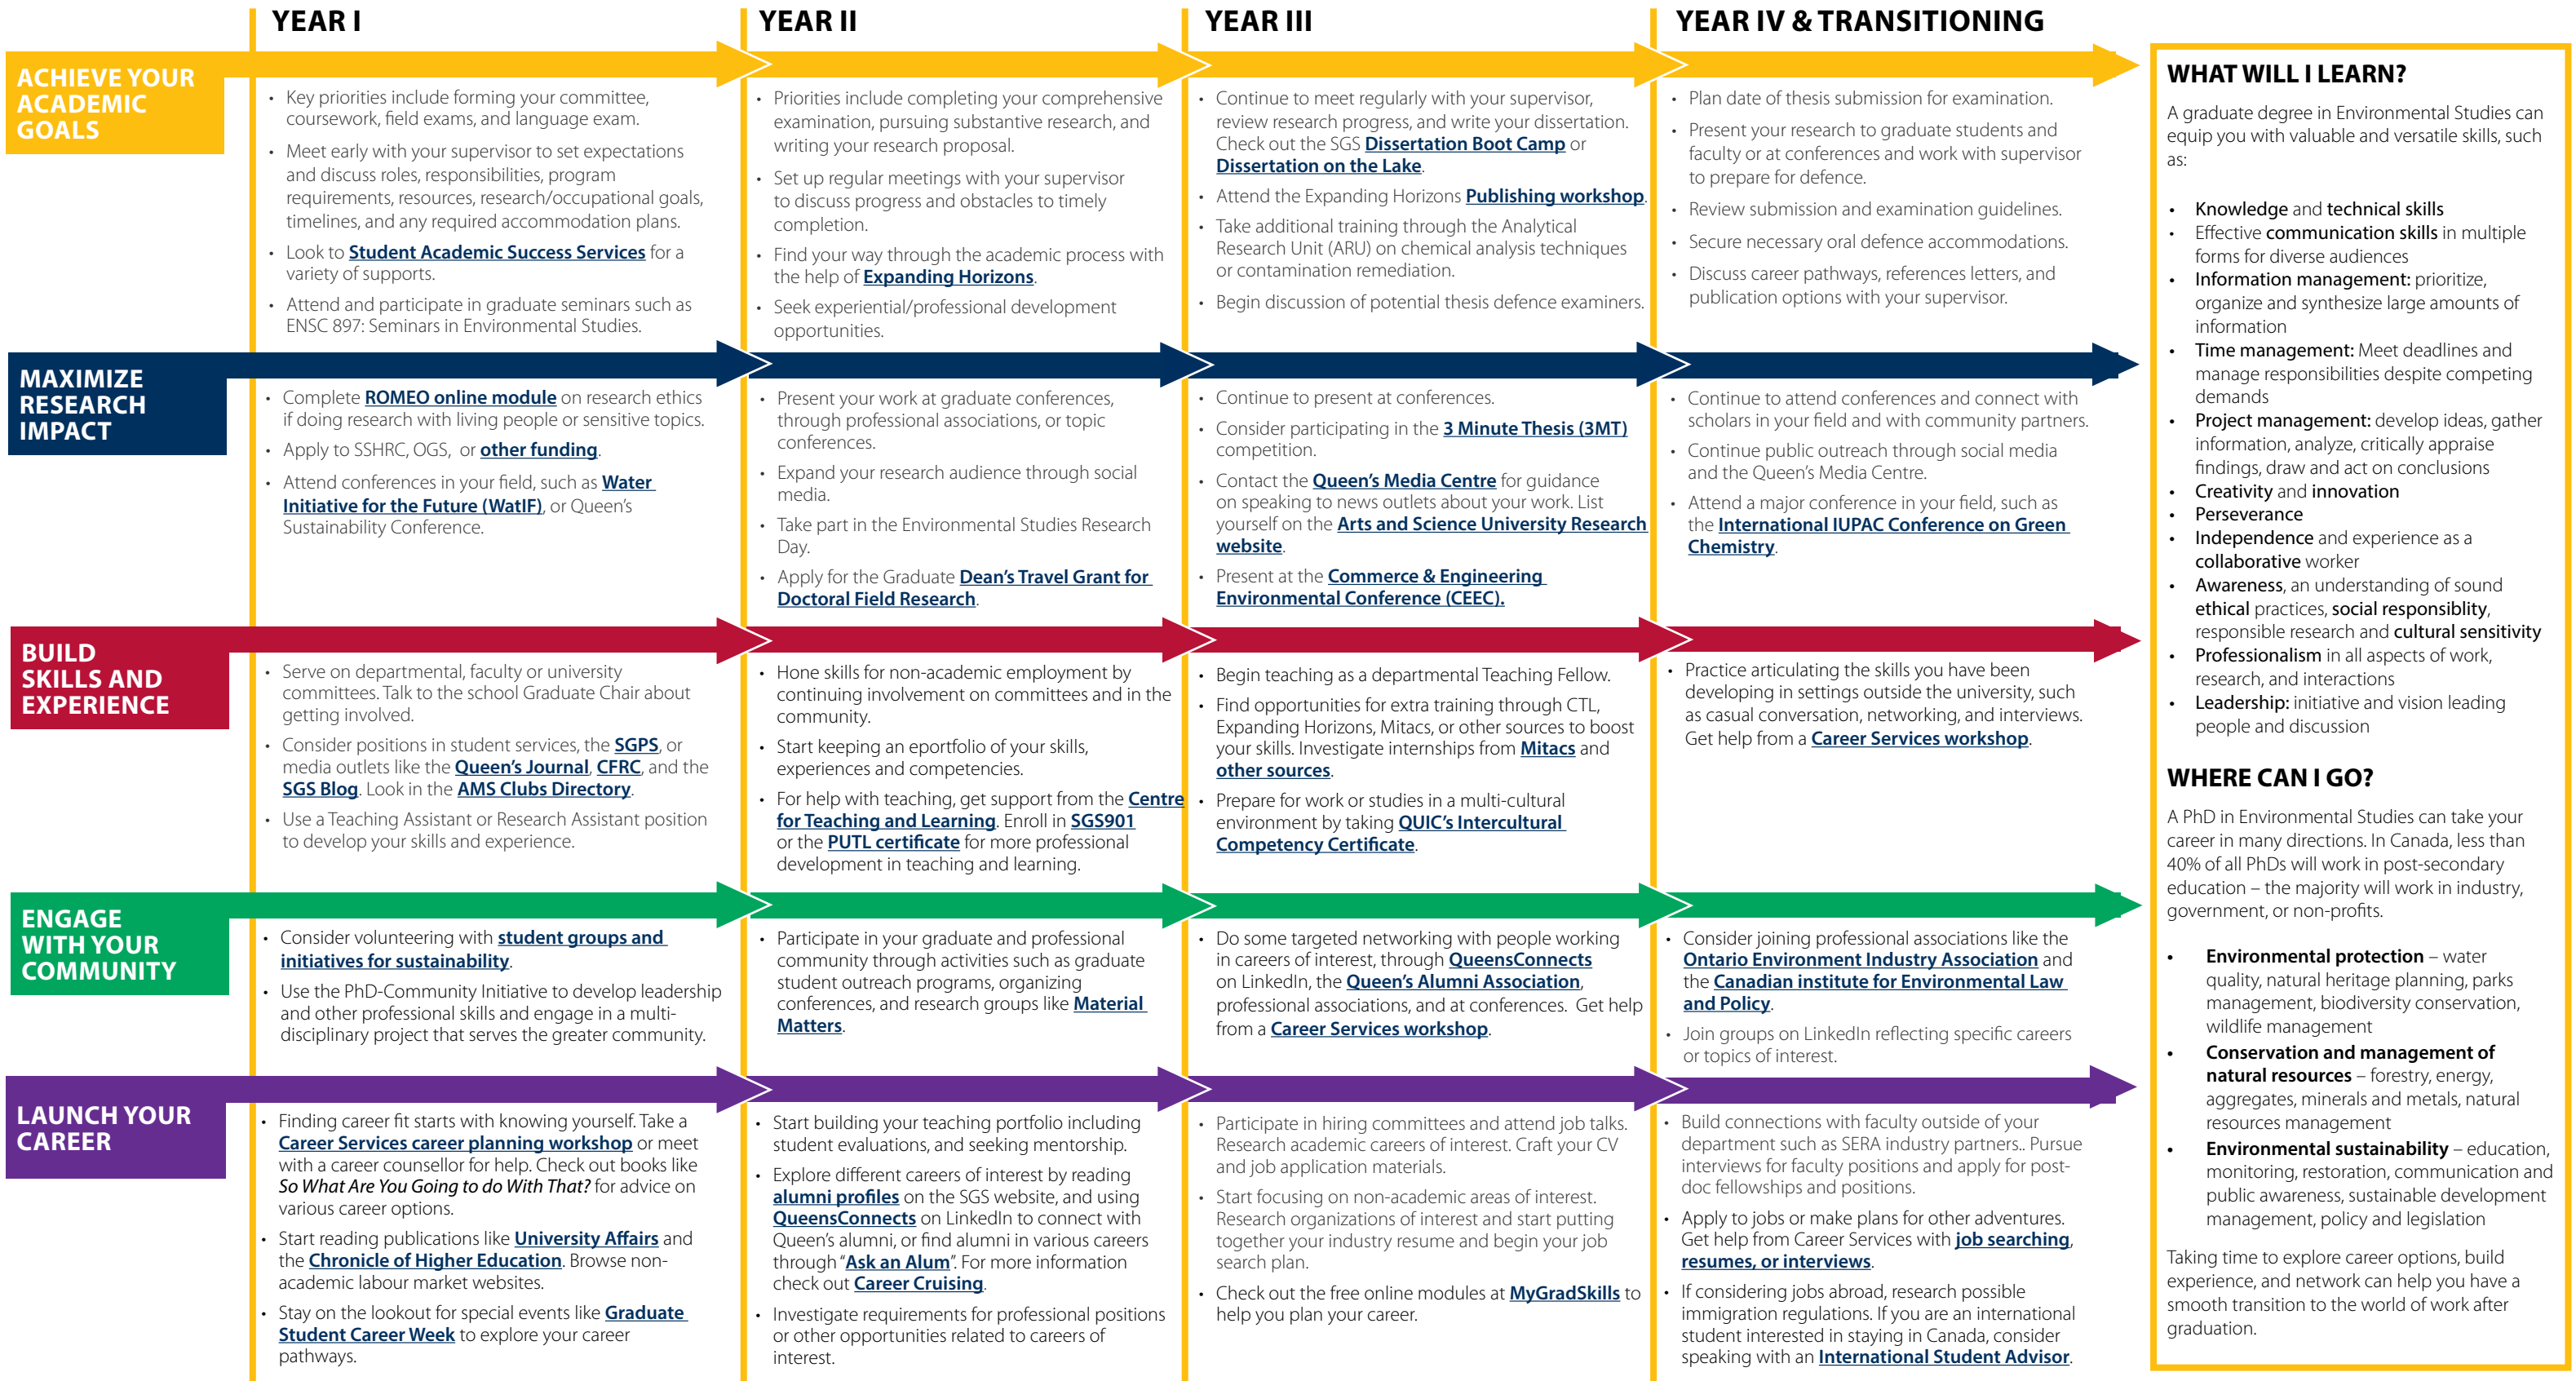 YEAR I
YEAR II
YEAR III
YEAR IV & TRANSITIONING
ACHIEVE YOUR
ACADEMIC
GOALS
• Key priorities include forming your committee,
coursework, field exams, and language exam.
• Meet early with your supervisor to set expectations
and discuss roles, responsibilities, program
requirements, resources, research/occupational goals,
timelines, and any required accommodation plans.
• Look to Student Academic Success Services for a
variety of supports.
• Attend and participate in graduate seminars such as
ENSC 897: Seminars in Environmental Studies.
• Priorities include completing your comprehensive
examination, pursuing substantive research, and
writing your research proposal.
• Set up regular meetings with your supervisor
to discuss progress and obstacles to timely
completion.
• Find your way through the academic process with
the help of Expanding Horizons.
• Seek experiential/professional development
opportunities.
• Continue to meet regularly with your supervisor,
review research progress, and write your dissertation.
Check out the SGS Dissertation Boot Camp or
Dissertation on the Lake.
• Attend the Expanding Horizons Publishing workshop.
• Take additional training through the Analytical
Research Unit (ARU) on chemical analysis techniques
or contamination remediation.
• Begin discussion of potential thesis defence examiners.
• Plan date of thesis submission for examination.
• Present your research to graduate students and
faculty or at conferences and work with supervisor
to prepare for defence.
• Review submission and examination guidelines.
• Secure necessary oral defence accommodations.
• Discuss career pathways, references letters, and
publication options with your supervisor.
MAXIMIZE
RESEARCH
IMPACT
• Complete ROMEO online module on research ethics
if doing research with living people or sensitive topics.
• Apply to SSHRC, OGS, or other funding.
• Attend conferences in your field, such as Water
Initiative for the Future (WatIF), or Queen's
Sustainability Conference.
• Present your work at graduate conferences,
through professional associations, or topic
conferences.
• Expand your research audience through social
media.
• Take part in the Environmental Studies Research
Day.
• Apply for the Graduate Dean's Travel Grant for
Doctoral Field Research.
• Continue to present at conferences.
• Consider participating in the 3 Minute Thesis (3MT)
competition.
• Contact the Queen's Media Centre for guidance
on speaking to news outlets about your work. List
yourself on the Arts and Science University Research
website.
• Present at the Commerce & Engineering
Environmental Conference (CEEC).
• Continue to attend conferences and connect with
scholars in your field and with community partners.
• Continue public outreach through social media
and the Queen's Media Centre.
• Attend a major conference in your field, such as
the International IUPAC Conference on Green
Chemistry.
BUILD
SKILLS AND
EXPERIENCE
• Serve on departmental, faculty or university
committees. Talk to the school Graduate Chair about
getting involved.
• Consider positions in student services, the SGPS, or
media outlets like the Queen's Journal, CFRC, and the
SGS Blog. Look in the AMS Clubs Directory.
• Use a Teaching Assistant or Research Assistant position
to develop your skills and experience.
• Hone skills for non-academic employment by
continuing involvement on committees and in the
community.
• Start keeping an eportfolio of your skills,
experiences and competencies.
• For help with teaching, get support from the Centre
for Teaching and Learning. Enroll in SGS901
or the PUTL certificate for more professional
development in teaching and learning.
• Begin teaching as a departmental Teaching Fellow.
• Find opportunities for extra training through CTL,
Expanding Horizons, Mitacs, or other sources to boost
your skills. Investigate internships from Mitacs and
other sources.
• Prepare for work or studies in a multi-cultural
environment by taking QUIC's Intercultural
Competency Certificate.
• Practice articulating the skills you have been
developing in settings outside the university, such
as casual conversation, networking, and interviews.
Get help from a Career Services workshop.
ENGAGE
WITH YOUR
COMMUNITY
• Consider volunteering with student groups and
initiatives for sustainability.
• Use the PhD-Community Initiative to develop leadership
and other professional skills and engage in a multi-
disciplinary project that serves the greater community.
• Participate in your graduate and professional
community through activities such as graduate
student outreach programs, organizing
conferences, and research groups like Material
Matters.
• Do some targeted networking with people working
in careers of interest, through QueensConnects
on LinkedIn, the Queen's Alumni Association,
professional associations, and at conferences. Get help
from a Career Services workshop.
• Consider joining professional associations like the
Ontario Environment Industry Association and
the Canadian institute for Environmental Law
and Policy.
• Join groups on LinkedIn reflecting specific careers
or topics of interest.
LAUNCH YOUR
CAREER
• Finding career fit starts with knowing yourself. Take a
Career Services career planning workshop or meet
with a career counsellor for help. Check out books like
So What Are You Going to do With That? for advice on
various career options.
• Start reading publications like University Affairs and
the Chronicle of Higher Education. Browse non-
academic labour market websites.
• Stay on the lookout for special events like Graduate
Student Career Week to explore your career
pathways.
• Start building your teaching portfolio including
student evaluations, and seeking mentorship.
• Explore different careers of interest by reading
alumni profiles on the SGS website, and using
QueensConnects on LinkedIn to connect with
Queen's alumni, or find alumni in various careers
through "Ask an Alum". For more information
check out Career Cruising.
• Investigate requirements for professional positions
or other opportunities related to careers of
interest.
• Participate in hiring committees and attend job talks.
Research academic careers of interest. Craft your CV
and job application materials.
• Start focusing on non-academic areas of interest.
Research organizations of interest and start putting
together your industry resume and begin your job
search plan.
• Check out the free online modules at MyGradSkills to
help you plan your career.
• Build connections with faculty outside of your
department such as SERA industry partners.. Pursue
interviews for faculty positions and apply for post-
doc fellowships and positions.
• Apply to jobs or make plans for other adventures.
Get help from Career Services with job searching,
resumes, or interviews.
• If considering jobs abroad, research possible
immigration regulations. If you are an international
student interested in staying in Canada, consider
speaking with an International Student Advisor.
WHAT WILL I LEARN?
A graduate degree in Environmental Studies can
equip you with valuable and versatile skills, such
as:
• Knowledge and technical skills
• Effective communication skills in multiple
forms for diverse audiences
• Information management: prioritize,
organize and synthesize large amounts of
information
• Time management: Meet deadlines and
manage responsibilities despite competing
demands
• Project management: develop ideas, gather
information, analyze, critically appraise
findings, draw and act on conclusions
• Creativity and innovation
• Perseverance
• Independence and experience as a
collaborative worker
• Awareness, an understanding of sound
ethical practices, social responsiblity,
responsible research and cultural sensitivity
• Professionalism in all aspects of work,
research, and interactions
• Leadership: initiative and vision leading
people and discussion
WHERE CAN I GO?
A PhD in Environmental Studies can take your
career in many directions. In Canada, less than
40% of all PhDs will work in post-secondary
education – the majority will work in industry,
government, or non-profits.
• Environmental protection – water
quality, natural heritage planning, parks
management, biodiversity conservation,
wildlife management
• Conservation and management of
natural resources – forestry, energy,
aggregates, minerals and metals, natural
resources management
• Environmental sustainability – education,
monitoring, restoration, communication and
public awareness, sustainable development
management, policy and legislation
Taking time to explore career options, build
experience, and network can help you have a
smooth transition to the world of work after
graduation.